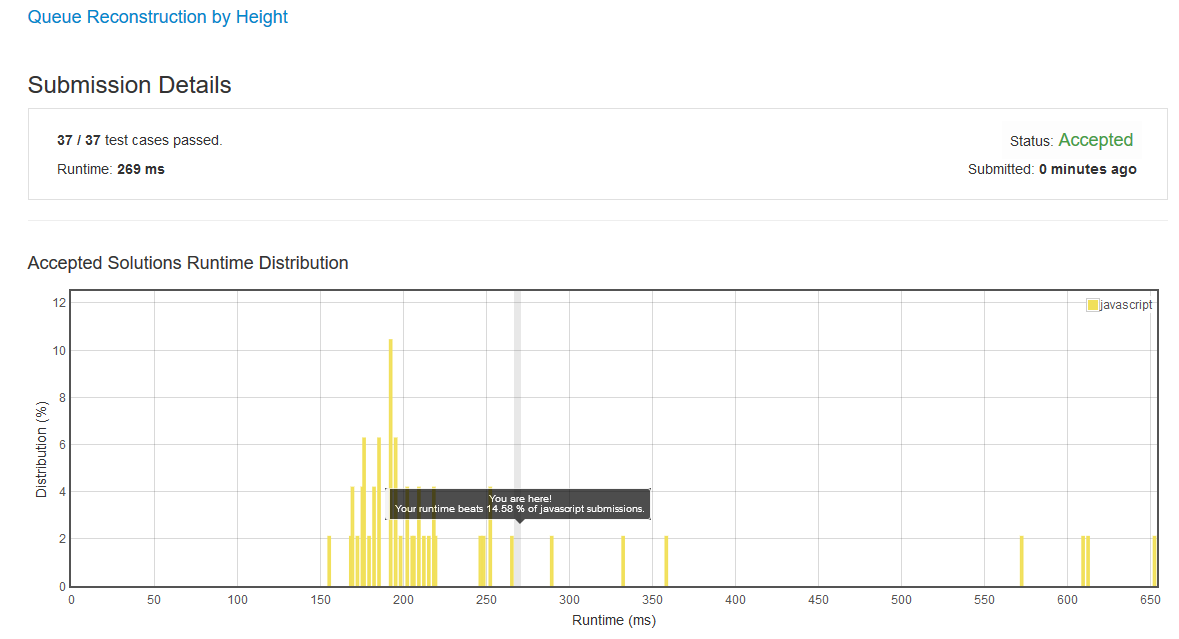 Queue Reconstruction by Height
Submission Details
37 / 37 test cases passed.
Status: Accepted
Runtime: 269 ms
Submitted: 0 minutes ago
Accepted Solutions Runtime Distribution
12
10
8
6
4
2
0
Distribution (%)
javascript
You are here!
Your runtime beats 14.58 % of javascript submissions.
0 50 100 150 200 250 300 350 400 450 500 550 600 650
Runtime (ms)